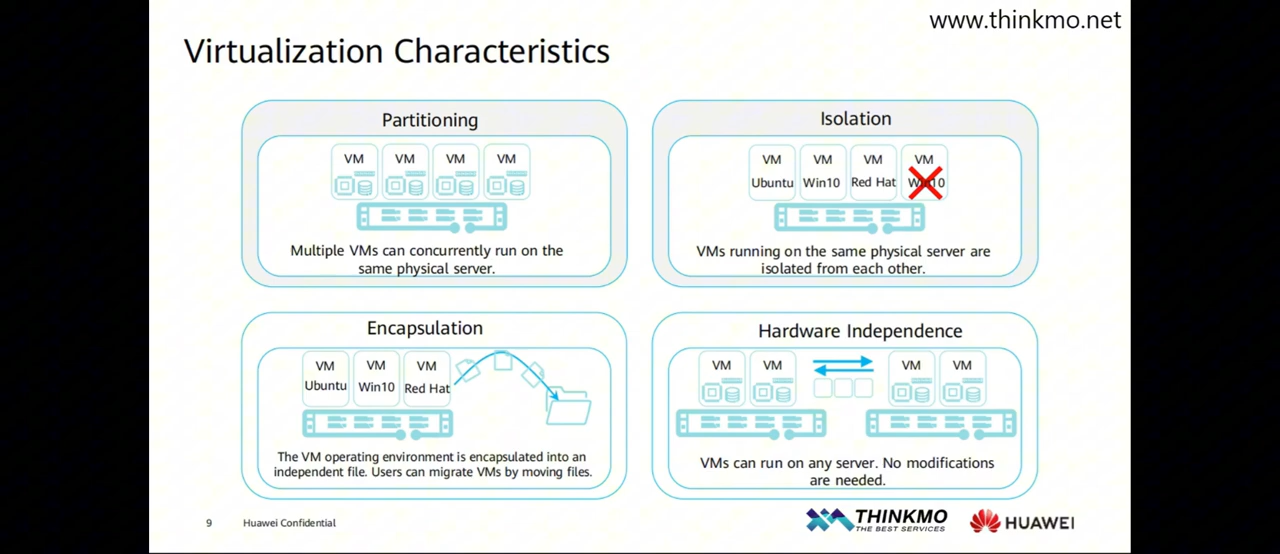 www.thinkmo.net
Virtualization Characteristics
Partitioning
VM VM VM VM
Multiple VMs can concurrently run on the
same physical server.
Isolation
VM VM VM VM
Ubuntu Win10 Red Hat Win10
VMs running on the same physical server are
isolated from each other.
Encapsulation
VM VM VM
Ubuntu Win10 Red Hat
The VM operating environment is encapsulated into an
independent file. Users can migrate VMs by moving files.
Hardware Independence
VM VM VM VM
VMs can run on any server. No modifications
are needed.
9 Huawei Confidential
THINKMO
THE BEST SERVICES
HUAWEI